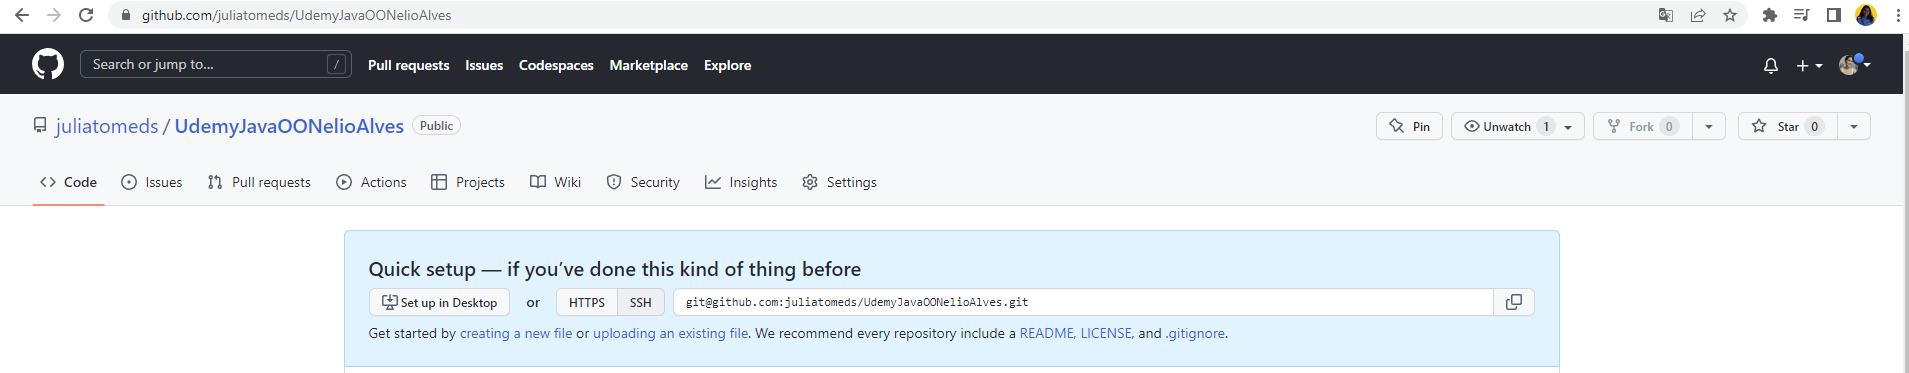 github.com/juliatomeds/UdemyJavaOONelioAlves
Search or jump to... /
Pull requests Issues Codespaces Marketplace Explore
juliatomeds / UdemyJavaOONelioAlves Public
Pin Unwatch 1 Fork 0 Star 0
Code Issues Pull requests Actions Projects Wiki Security Insights Settings
Quick setup — if you've done this kind of thing before
Set up in Desktop or HTTPS SSH git@github.com:juliatomeds/UdemyJavaOONelioAlves.git
Get started by creating a new file or uploading an existing file. We recommend every repository include a README, LICENSE, and .gitignore.